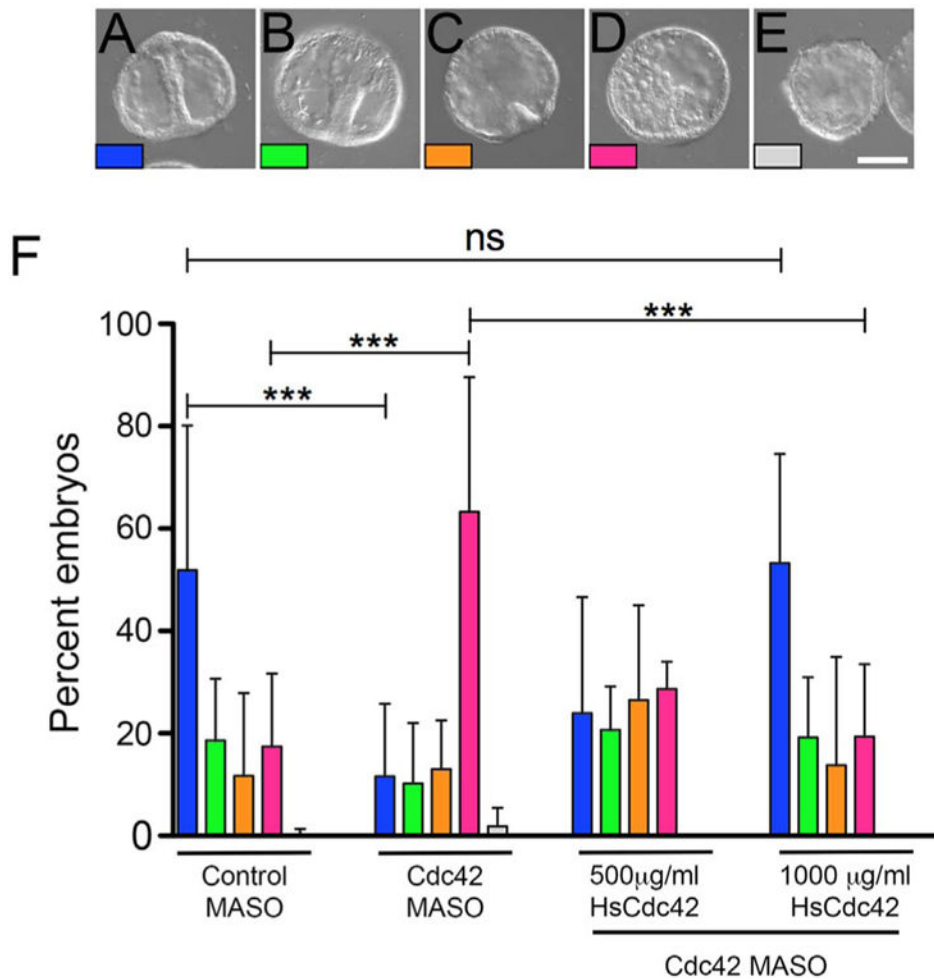 A B C D E
F
ns
***
*** 
***
100
80
60
40
20
0
Percent embryos
Control MASO
Cdc42 MASO
500μg/ml HsCdc42
1000 μg/ml HsCdc42
Cdc42 MASO